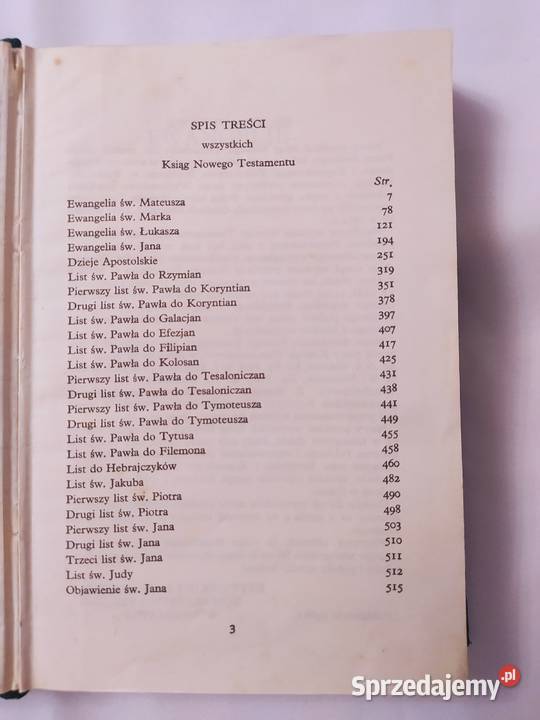 SPIS TREŚCI
wszystkich
Ksiąg Nowego Testamentu
Str.
Ewangelia św. Mateusza 7
Ewangelia św. Marka 78
Ewangelia św. Łukasza 121
Ewangelia św. Jana 194
Dzieje Apostolskie 251
List św. Pawła do Rzymian 319
Pierwszy list św. Pawła do Koryntian 351
Drugi list św. Pawła do Koryntian 378
List św. Pawła do Galacjan 397
List św. Pawła do Efezjan 407
List św. Pawła do Filipian 417
List św. Pawła do Kolosan 425
Pierwszy list św. Pawła do Tesaloniczan 431
Drugi list św. Pawła do Tesaloniczan 438
Pierwszy list św. Pawła do Tymoteusza 441
Drugi list św. Pawła do Tymoteusza 449
List św. Pawła do Tytusa 455
List św. Pawła do Filemona 458
List do Hebrajczyków 460
List św. Jakuba 482
Pierwszy list św. Piotra 490
Drugi list św. Piotra 498
Pierwszy list św. Jana 503
Drugi list św. Jana 510
Trzeci list św. Jana 511
List św. Judy 512
Objawienie św. Jana 515
3
Sprzedajemy.pl